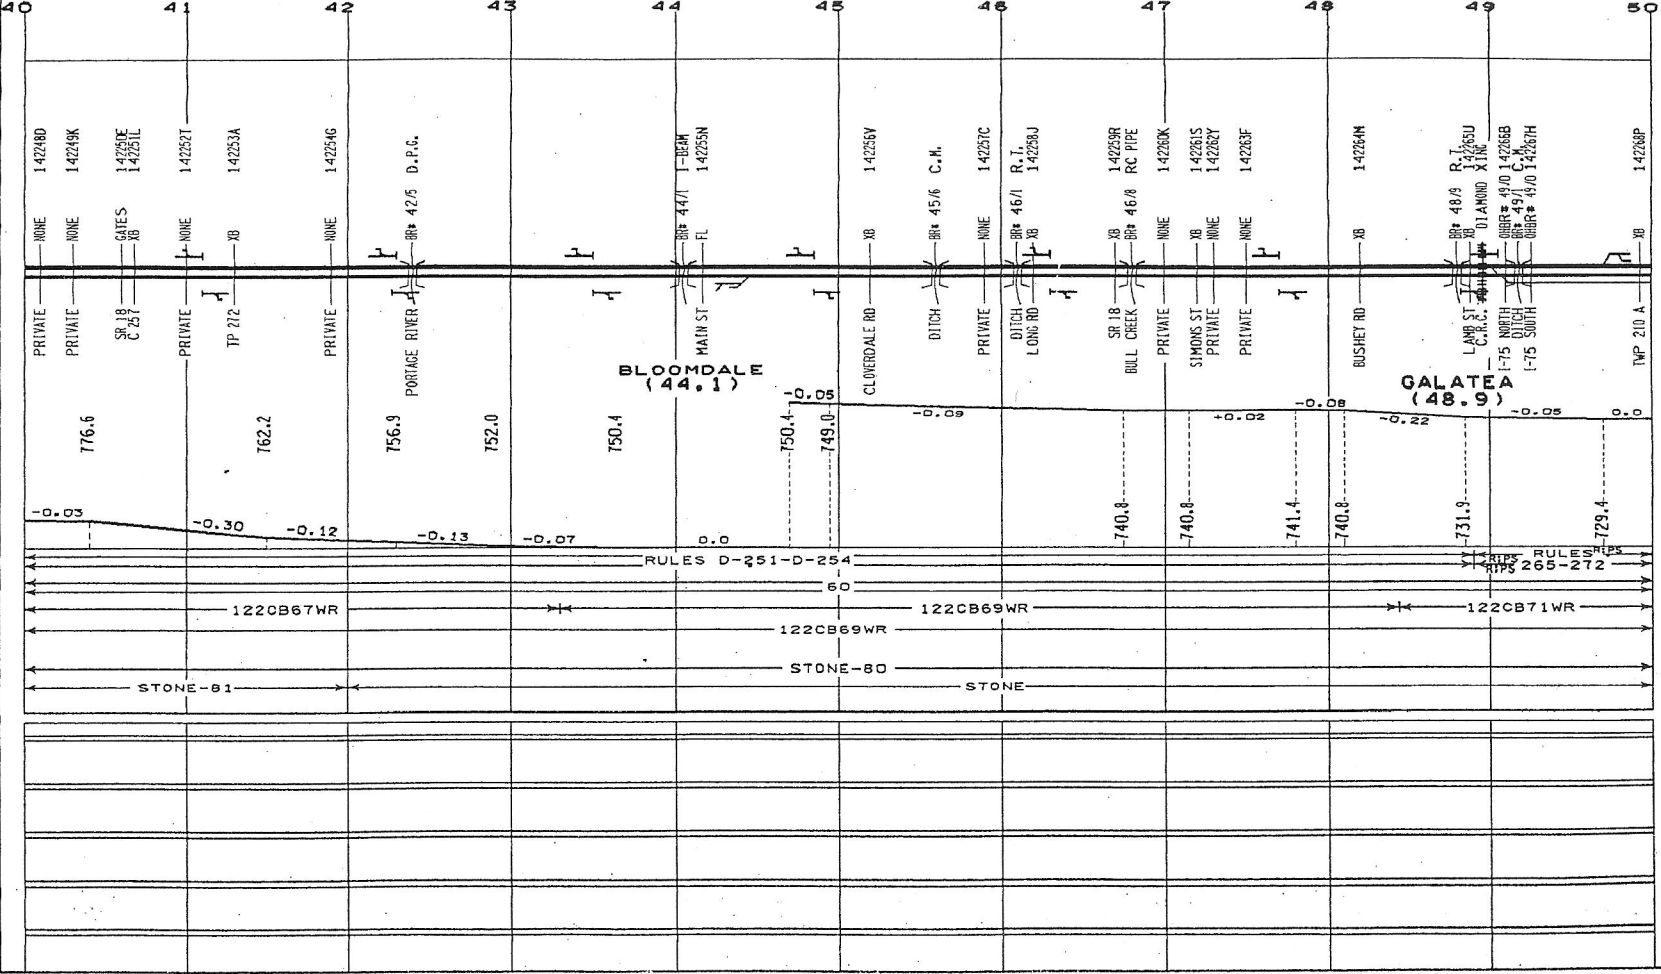 40 41 42 43 44 45 46 47 48 49 50
142248D
142249K
142250E
142251L
142252T
142253A
142254G
D.P.G.
I-BEAM
142255N
142256V
C.M.
142257C
R.T.
142258J
142259R
RC PIPE
142260K
142261S
142262Y
142263F
142264M
R.T.
142265U
DIAMOND XING
142266B
C.M.
142267H
142268P
NONE
NONE
GATES
XB
NONE
XB
NONE
BR# 42/5
BR# 44/1
FL
XB
BR# 45/6
NONE
BR# 46/1
XB
XB
BR# 46/8
NONE
XB
NONE
NONE
XB
BR# 48/9
XB
OHBR# 49/0
BR# 49/1
OHBR# 49/0
XB
PRIVATE
PRIVATE
SR 18
C 257
PRIVATE
TP 272
PRIVATE
PORTAGE RIVER
MAIN ST
CLOVERDALE RD
DITCH
PRIVATE
DITCH
LONG RD
SR 18
BULL CREEK
PRIVATE
SIMONS ST
PRIVATE
PRIVATE
BUSHEY RD
LAMB ST
C.R.C.
I-75 NORTH
DITCH
I-75 SOUTH
TWP 210 A
BLOOMDALE
(44.1)
GALATEA
(48.9)
776.6
762.2
756.9
752.0
750.4
750.4
749.0
740.8
740.8
741.4
740.8
731.9
729.4
-0.05
-0.09
+0.02
-0.08
-0.22
-0.05
0.0
-0.03
-0.30
-0.12
-0.13
-0.07
0.0
RULES D-251-D-254
RIPS
RIPS
RULES
RIPS
265-272
60
122CB67WR
122CB69WR
122CB71WR
122CB69WR
STONE-80
STONE-81
STONE